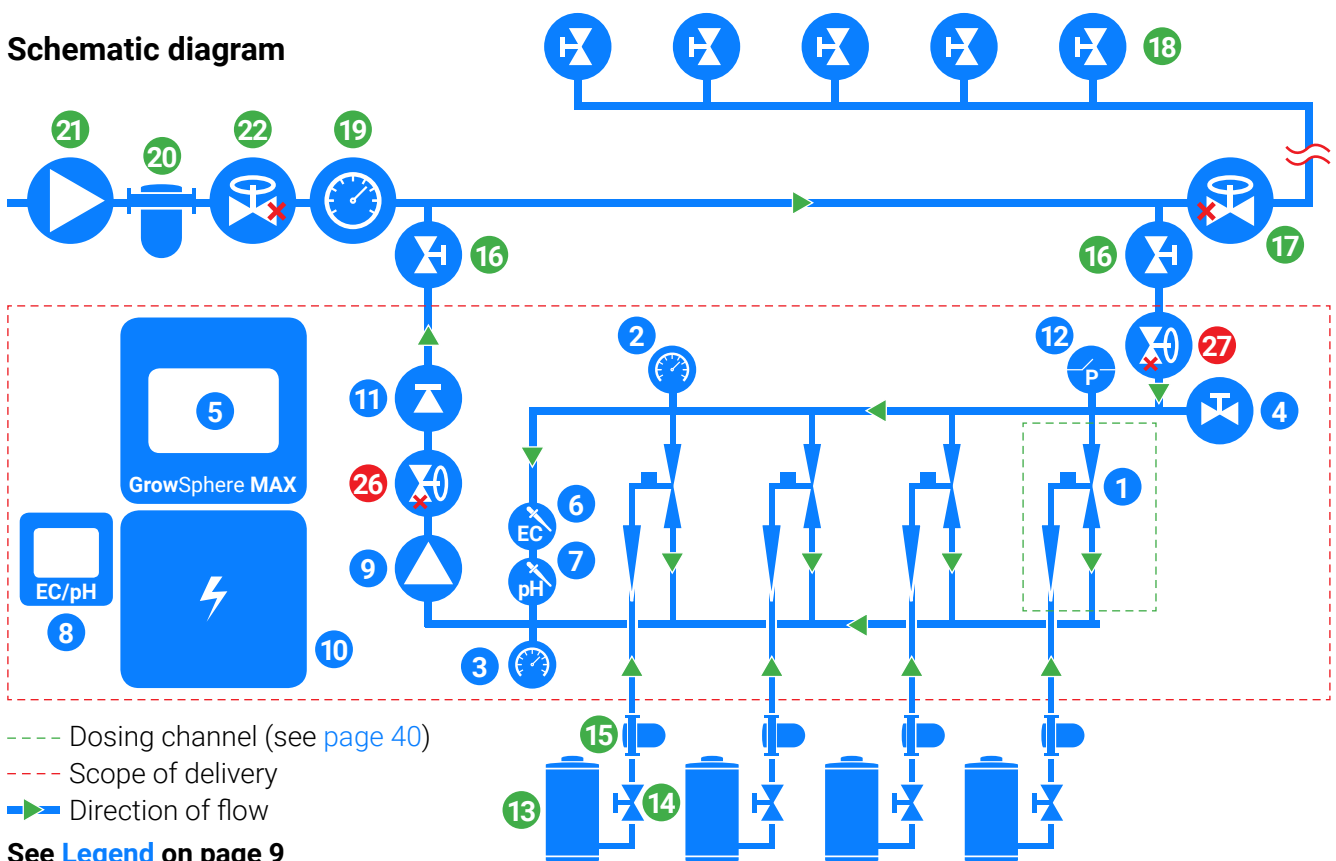 Schematic diagram
18
21
20
22
19
17
16
16
2
12
P
27
4
11
5
GrowSphere MAX
26
6
EC
7
pH
1
9
EC/pH
8
10
3
15
13
14
Dosing channel (see page 40)
Scope of delivery
Direction of flow
See Legend on page 9